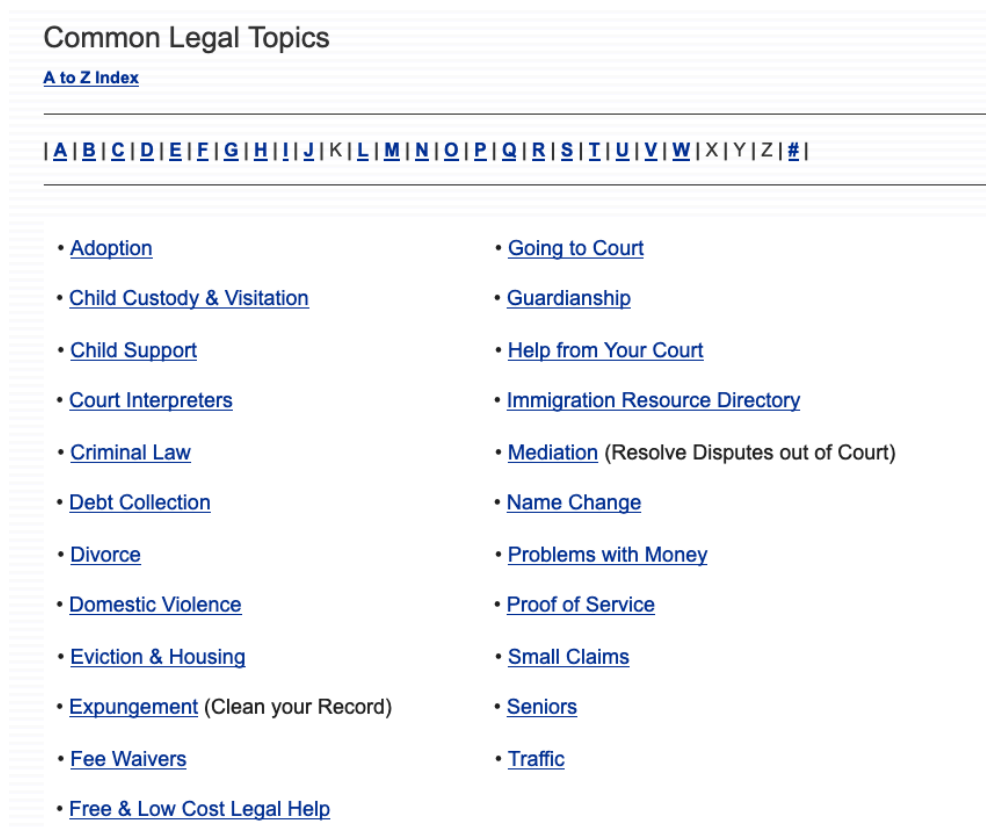 Common Legal Topics
A to Z Index
| A | B | C | D | E | F | G | H | I | J | K | L | M | N | O | P | Q | R | S | T | U | V | W | X | Y | Z | # |
• Adoption
• Child Custody & Visitation
• Child Support
• Court Interpreters
• Criminal Law
• Debt Collection
• Divorce
• Domestic Violence
• Eviction & Housing
• Expungement (Clean your Record)
• Fee Waivers
• Free & Low Cost Legal Help
• Going to Court
• Guardianship
• Help from Your Court
• Immigration Resource Directory
• Mediation (Resolve Disputes out of Court)
• Name Change
• Problems with Money
• Proof of Service
• Small Claims
• Seniors
• Traffic